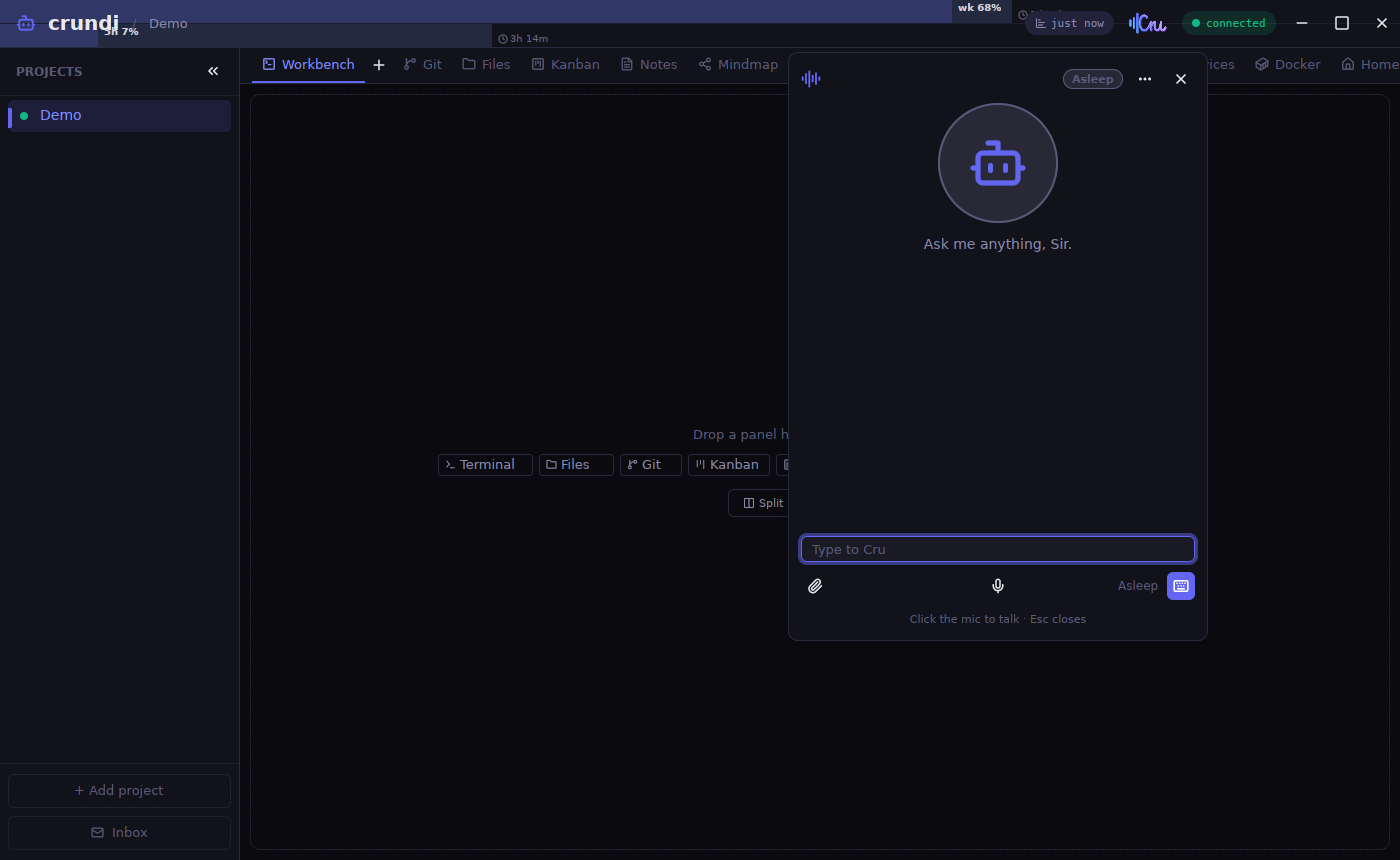 crundi / Demo
5h 7%
wk 68%
3h 14m
just now
Cru
connected
PROJECTS
Demo
Workbench
Git
Files
Kanban
Notes
Mindmap
Docker
Home
Drop a panel h
Terminal
Files
Git
Kanban
Split
Asleep
Ask me anything, Sir.
Type to Cru
Asleep
Click the mic to talk · Esc closes
+ Add project
Inbox